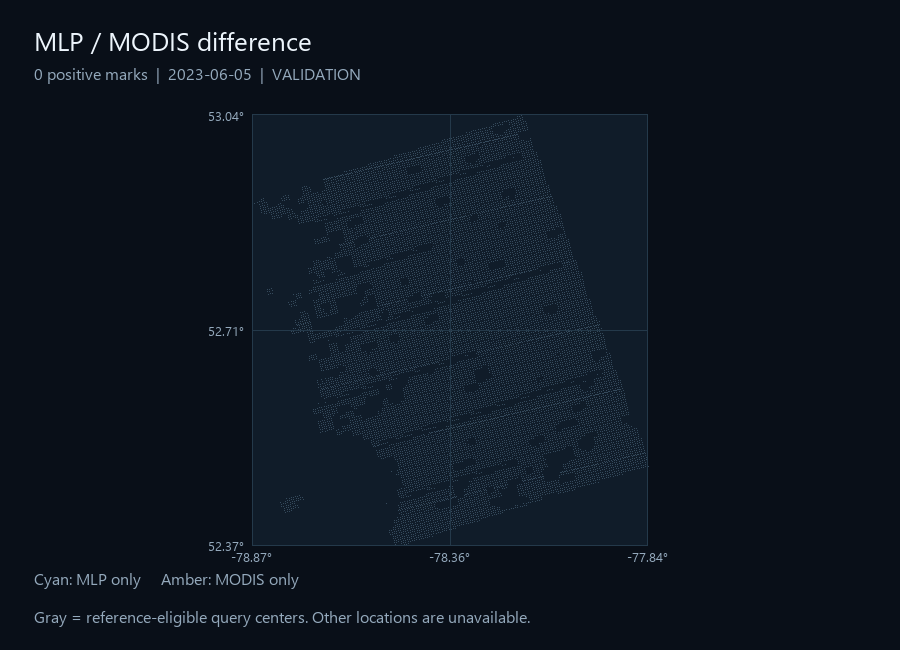 MLP / MODIS difference
0 positive marks | 2023-06-05 | VALIDATION
53.04°
52.71°
52.37°
-78.87° -78.36° -77.84°
Cyan: MLP only Amber: MODIS only
Gray = reference-eligible query centers. Other locations are unavailable.